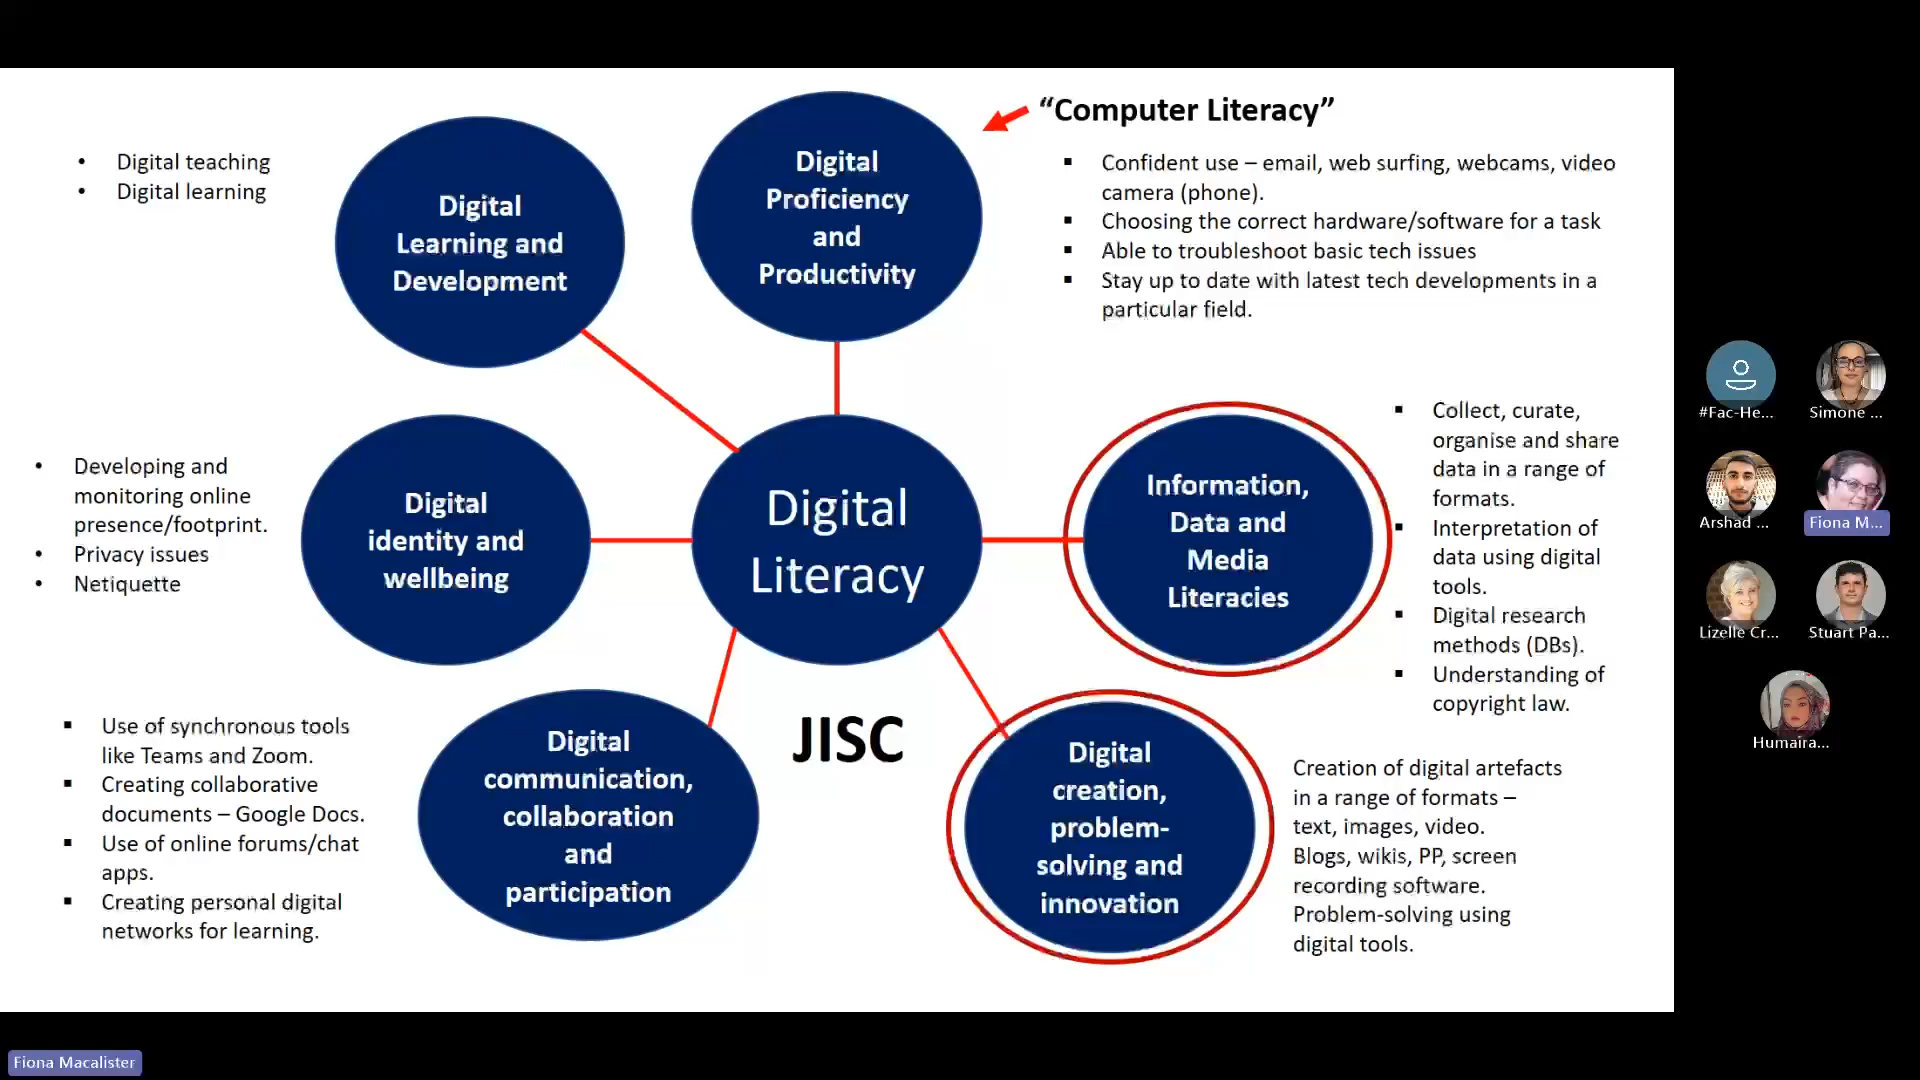 “Computer Literacy”
• Digital teaching
• Digital learning
Digital
Learning and
Development
Digital
Proficiency
and
Productivity
▪ Confident use – email, web surfing, webcams, video
camera (phone).
▪ Choosing the correct hardware/software for a task
▪ Able to troubleshoot basic tech issues
▪ Stay up to date with latest tech developments in a
particular field.
• Developing and
monitoring online
presence/footprint.
• Privacy issues
• Netiquette
Digital
identity and
wellbeing
Digital
Literacy
Information,
Data and
Media
Literacies
▪ Collect, curate,
organise and share
data in a range of
formats.
▪ Interpretation of
data using digital
tools.
▪ Digital research
methods (DBs).
▪ Understanding of
copyright law.
▪ Use of synchronous tools
like Teams and Zoom.
▪ Creating collaborative
documents – Google Docs.
▪ Use of online forums/chat
apps.
▪ Creating personal digital
networks for learning.
Digital
communication,
collaboration
and
participation
JISC
Digital
creation,
problem-
solving and
innovation
Creation of digital artefacts
in a range of formats –
text, images, video.
Blogs, wikis, PP, screen
recording software.
Problem-solving using
digital tools.
#Fac-He...
Simone ...
Arshad ...
Fiona M...
Lizelle Cr...
Stuart Pa...
Humaira...
Fiona Macalister